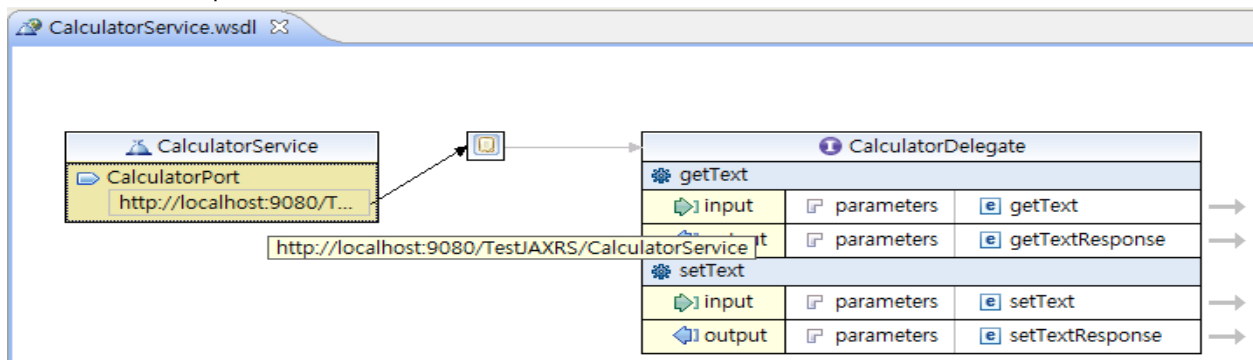 CalculatorService.wsdl
CalculatorService
CalculatorDelegate
CalculatorPort
http://localhost:9080/T...
http://localhost:9080/TestJAXRS/CalculatorService
getText
input parameters getText
parameters getTextResponse
setText
input parameters setText
output parameters setTextResponse